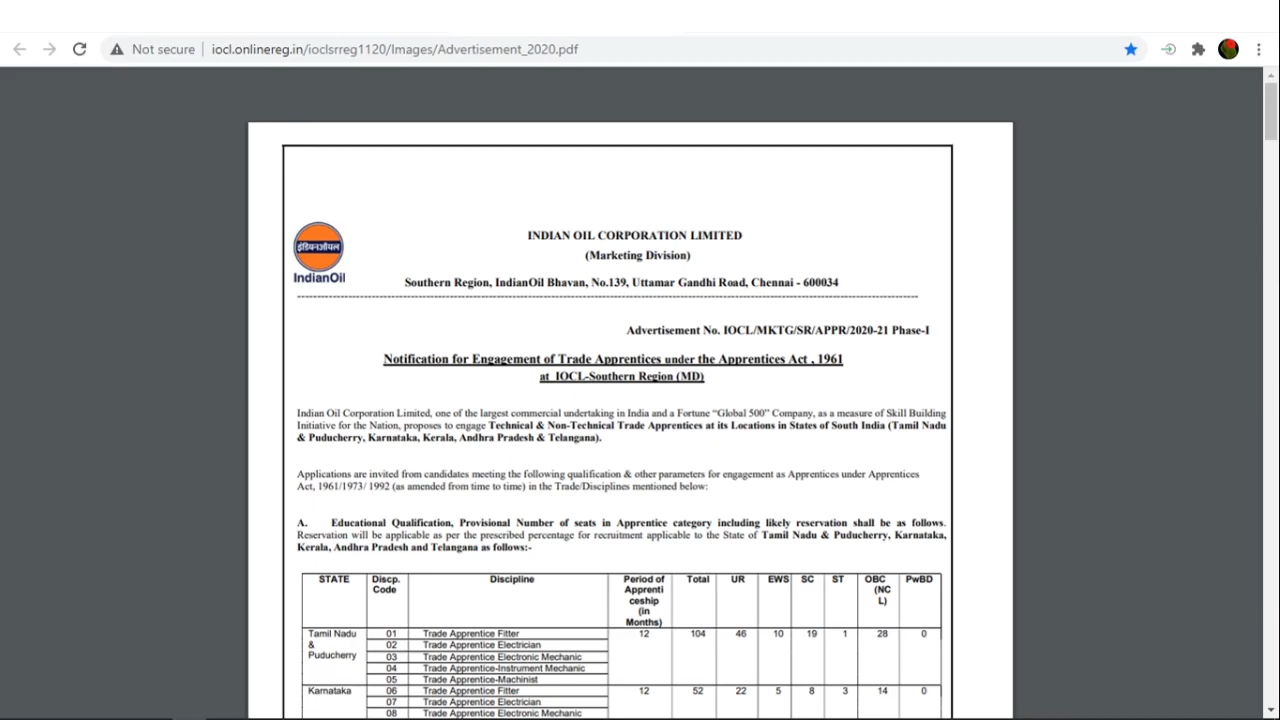 Not secure | iocl.onlinereg.in/ioclsrreg1120/Images/Advertisement_2020.pdf
INDIAN OIL CORPORATION LIMITED
(Marketing Division)
इंडियनऑयल
IndianOil
Southern Region, IndianOil Bhavan, No.139, Uttamar Gandhi Road, Chennai - 600034
Advertisement No. IOCL/MKTG/SR/APPR/2020-21 Phase-I
Notification for Engagement of Trade Apprentices under the Apprentices Act , 1961
at IOCL-Southern Region (MD)
Indian Oil Corporation Limited, one of the largest commercial undertaking in India and a Fortune “Global 500” Company, as a measure of Skill Building
Initiative for the Nation, proposes to engage Technical & Non-Technical Trade Apprentices at its Locations in States of South India (Tamil Nadu
& Puducherry, Karnataka, Kerala, Andhra Pradesh & Telangana).
Applications are invited from candidates meeting the following qualification & other parameters for engagement as Apprentices under Apprentices
Act, 1961/1973/ 1992 (as amended from time to time) in the Trade/Disciplines mentioned below:
A. Educational Qualification, Provisional Number of seats in Apprentice category including likely reservation shall be as follows.
Reservation will be applicable as per the prescribed percentage for recruitment applicable to the State of Tamil Nadu & Puducherry, Karnataka,
Kerala, Andhra Pradesh and Telangana as follows:-
STATE Discp. Discipline Period of Total UR EWS SC ST OBC PwBD
Code Apprenti (NC
ceship L)
(in
Months)
Tamil Nadu 01 Trade Apprentice Fitter 12 104 46 10 19 1 28 0
& 02 Trade Apprentice Electrician
Puducherry 03 Trade Apprentice Electronic Mechanic
04 Trade Apprentice-Instrument Mechanic
05 Trade Apprentice-Machinist
Karnataka 06 Trade Apprentice Fitter 12 52 22 5 8 3 14 0
07 Trade Apprentice Electrician
08 Trade Apprentice Electronic Mechanic